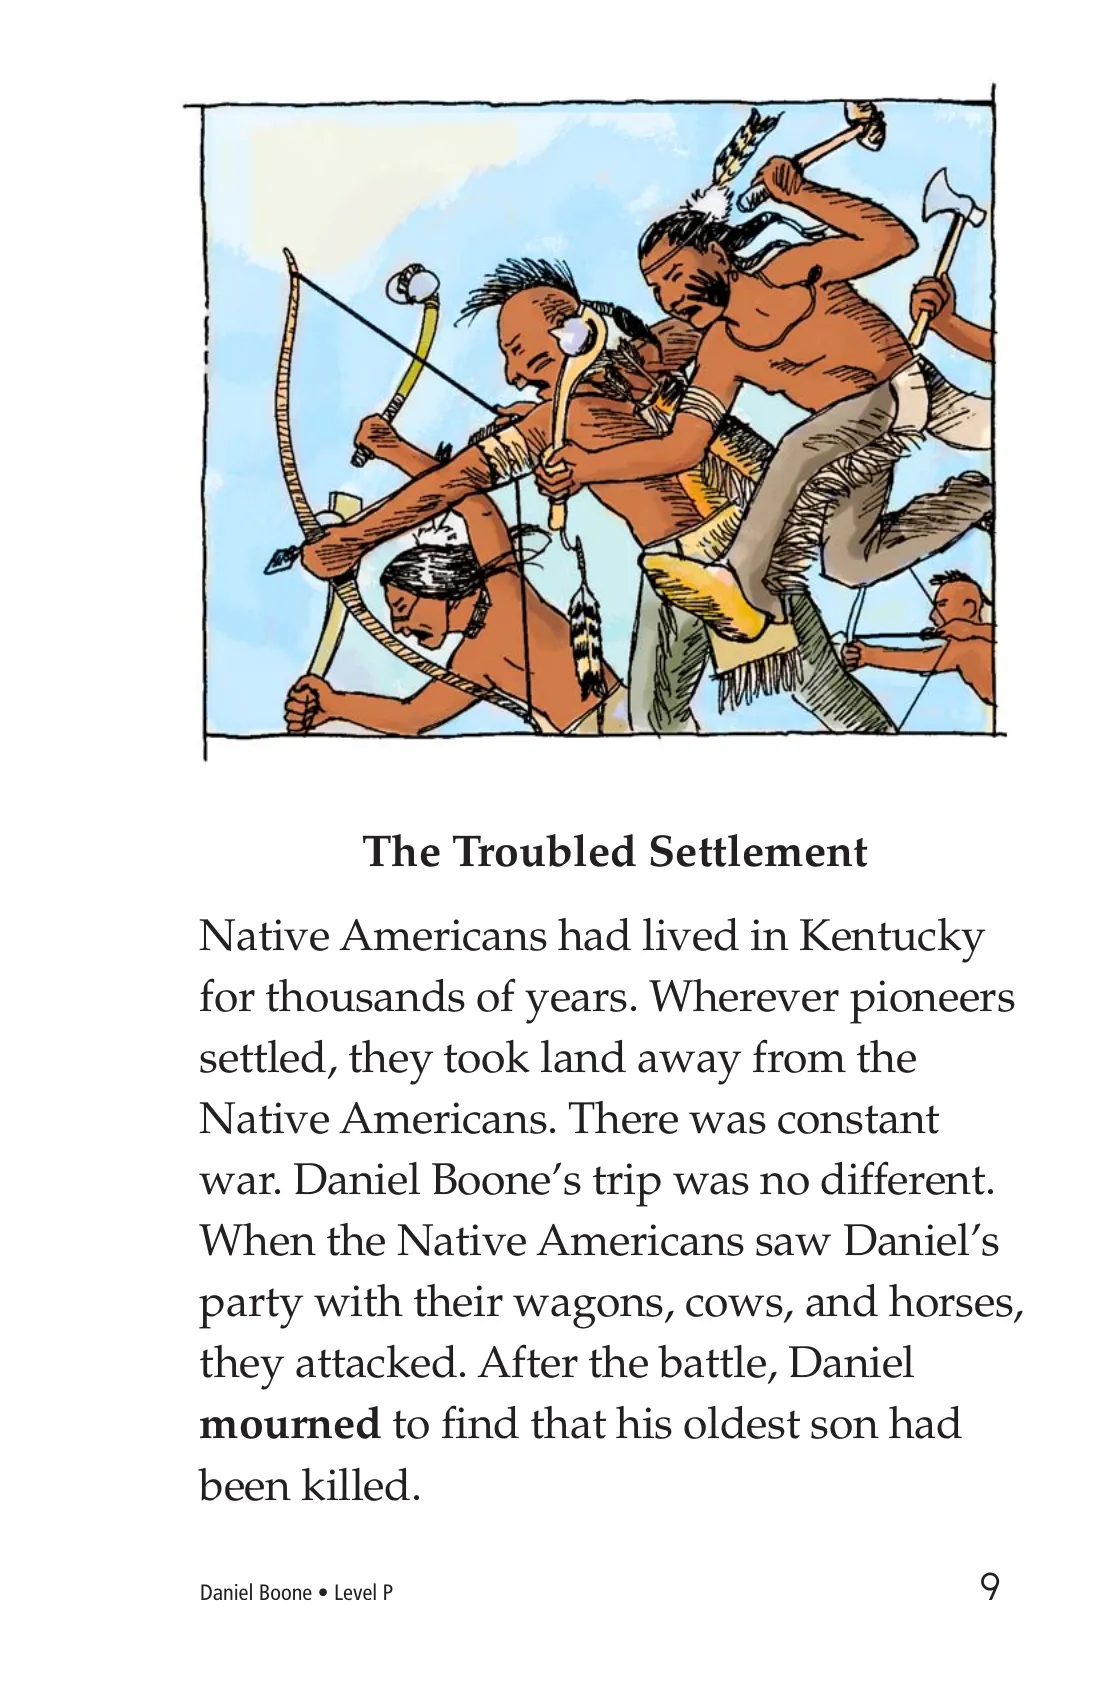 The Troubled Settlement
Native Americans had lived in Kentucky
for thousands of years. Wherever pioneers
settled, they took land away from the
Native Americans. There was constant
war. Daniel Boone’s trip was no different.
When the Native Americans saw Daniel’s
party with their wagons, cows, and horses,
they attacked. After the battle, Daniel
mourned to find that his oldest son had
been killed.
Daniel Boone • Level P
9